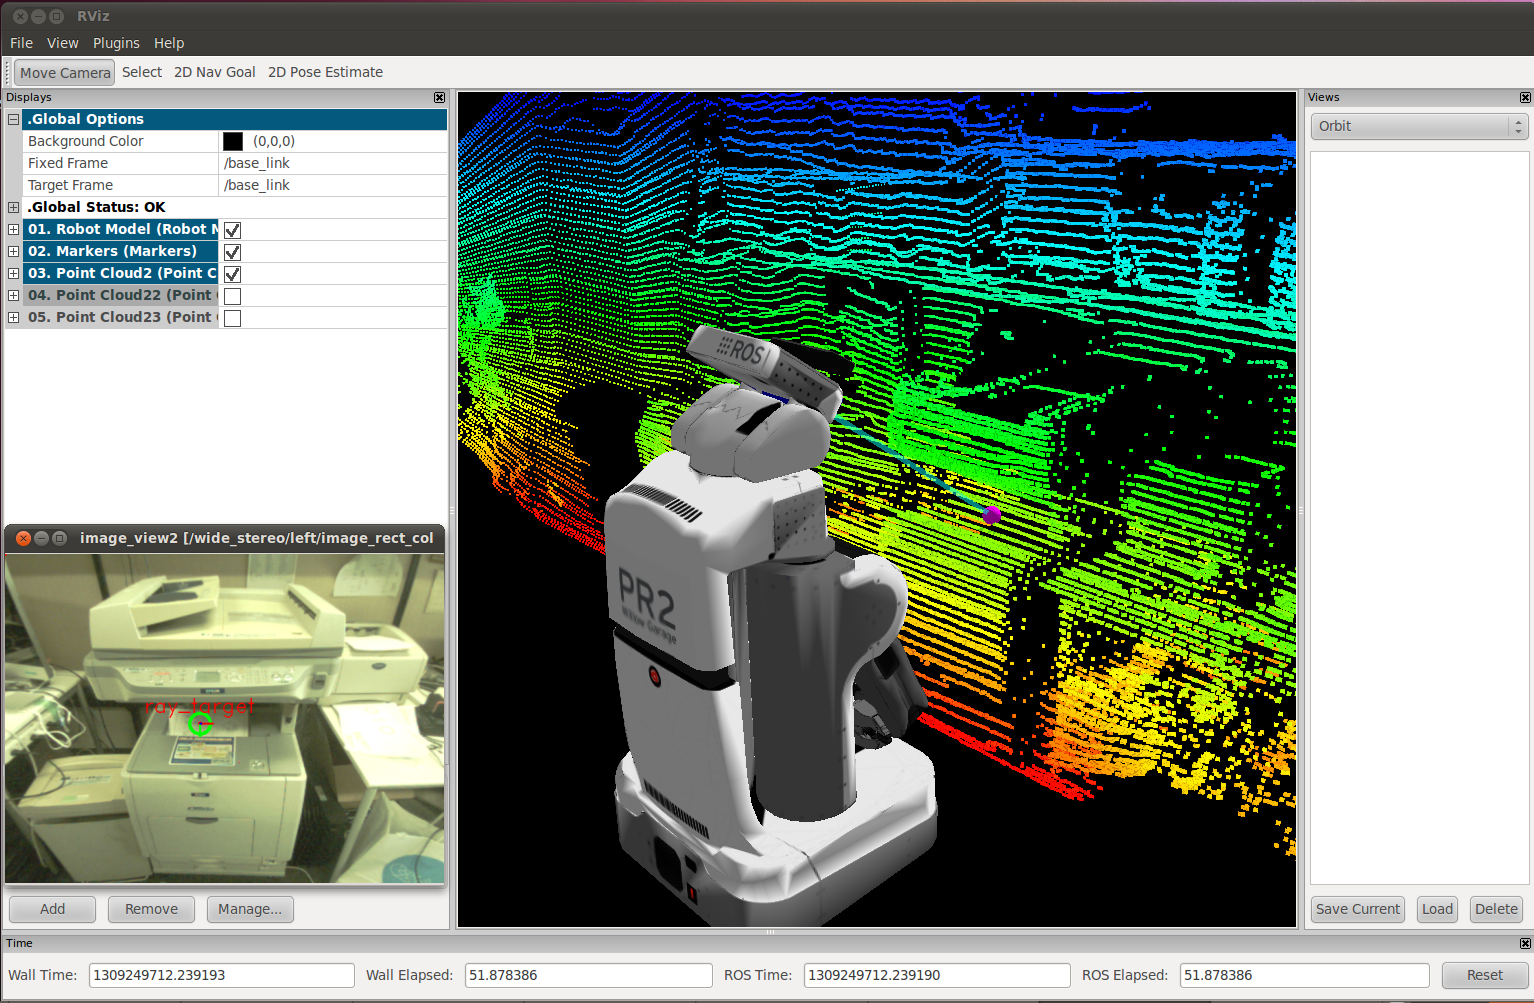 RViz
File View Plugins Help
Move Camera Select 2D Nav Goal 2D Pose Estimate
Displays
.Global Options
Background Color (0,0,0)
Fixed Frame /base_link
Target Frame /base_link
.Global Status: OK
01. Robot Model (Robot M
02. Markers (Markers)
03. Point Cloud2 (Point C
04. Point Cloud22 (Point
05. Point Cloud23 (Point
image_view2 [/wide_stereo/left/image_rect_col
ray_target
Add Remove Manage...
ROS
PR2
Willow Garage
Views
Orbit
Save Current Load Delete
Time
Wall Time: 1309249712.239193 Wall Elapsed: 51.878386 ROS Time: 1309249712.239190 ROS Elapsed: 51.878386 Reset